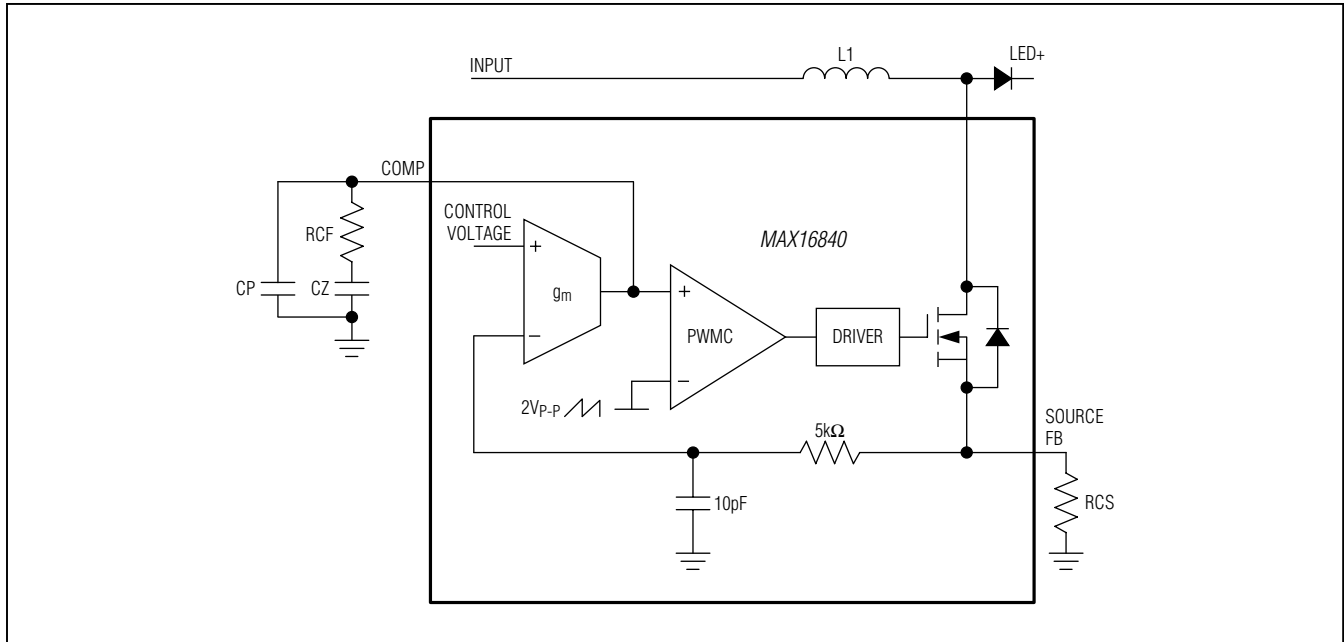 L1
LED+
INPUT
COMP
CONTROL
VOLTAGE
MAX16840
RCF
+
+
CP
CZ
gm
PWMC
DRIVER
−
−
2VP-P
SOURCE
FB
5kΩ
10pF
RCS